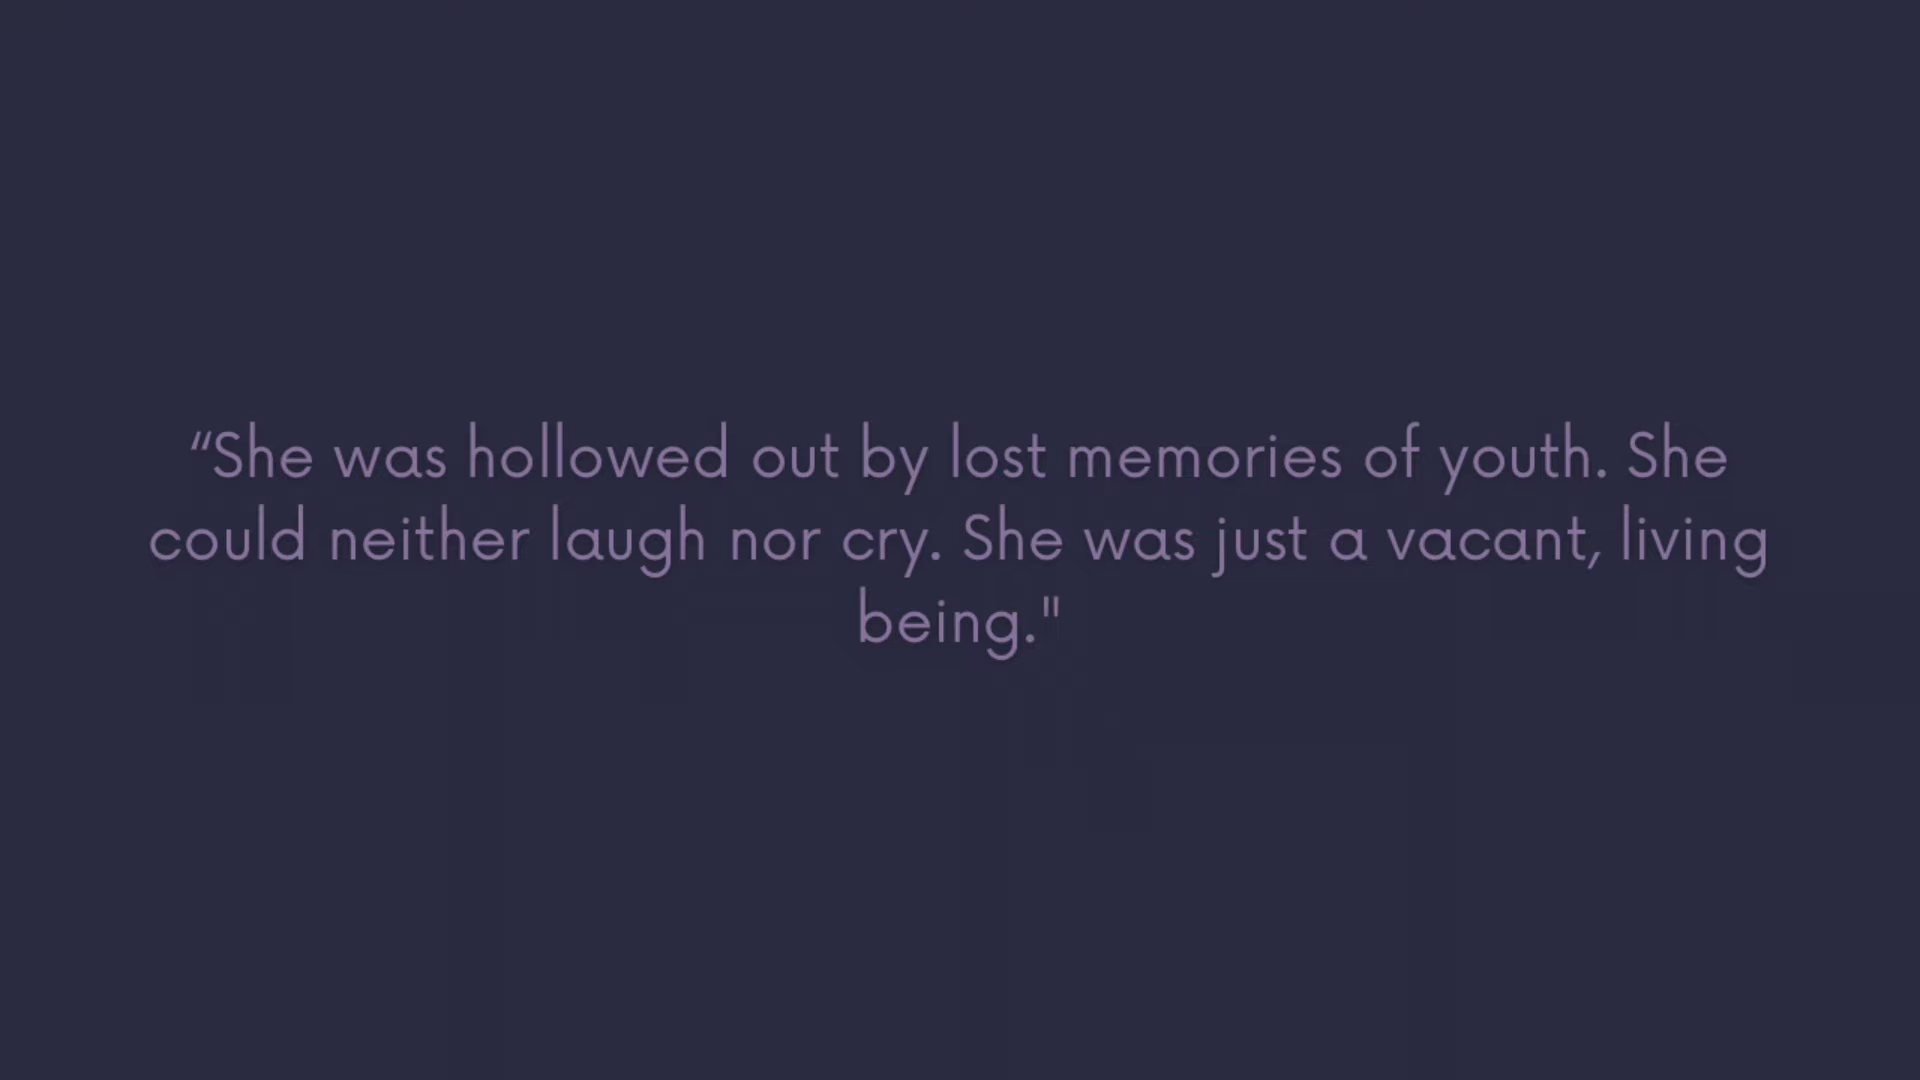 “She was hollowed out by lost memories of youth. She
could neither laugh nor cry. She was just a vacant, living
being."